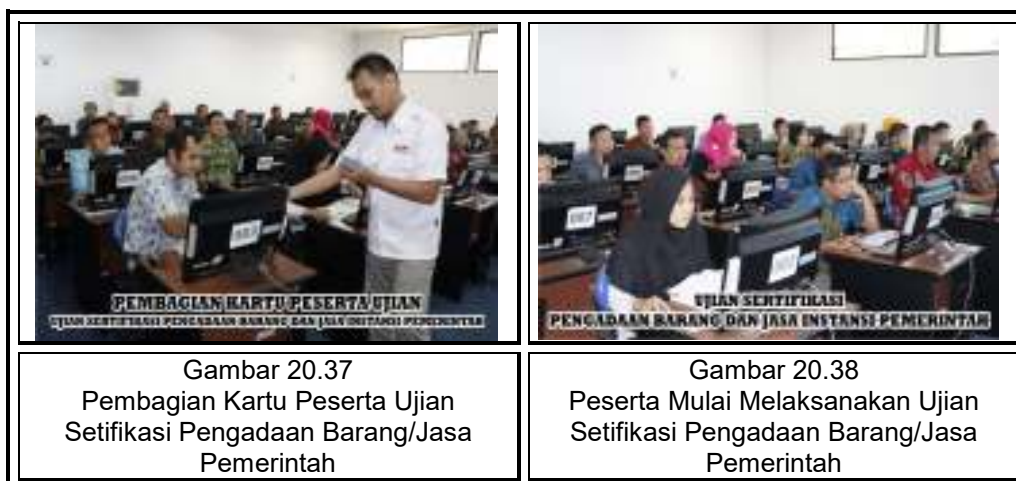 PEMBAGIAN KARTU PESERTA UJIAN
UJIAN SERTIFIKASI PENGADAAN BARANG DAN JASA INSTANSI PEMERINTAH
UJIAN SERTIFIKASI
PENGADAAN BARANG DAN JASA INSTANSI PEMERINTAH
067
Gambar 20.37
Pembagian Kartu Peserta Ujian
Setifikasi Pengadaan Barang/Jasa
Pemerintah
Gambar 20.38
Peserta Mulai Melaksanakan Ujian
Setifikasi Pengadaan Barang/Jasa
Pemerintah